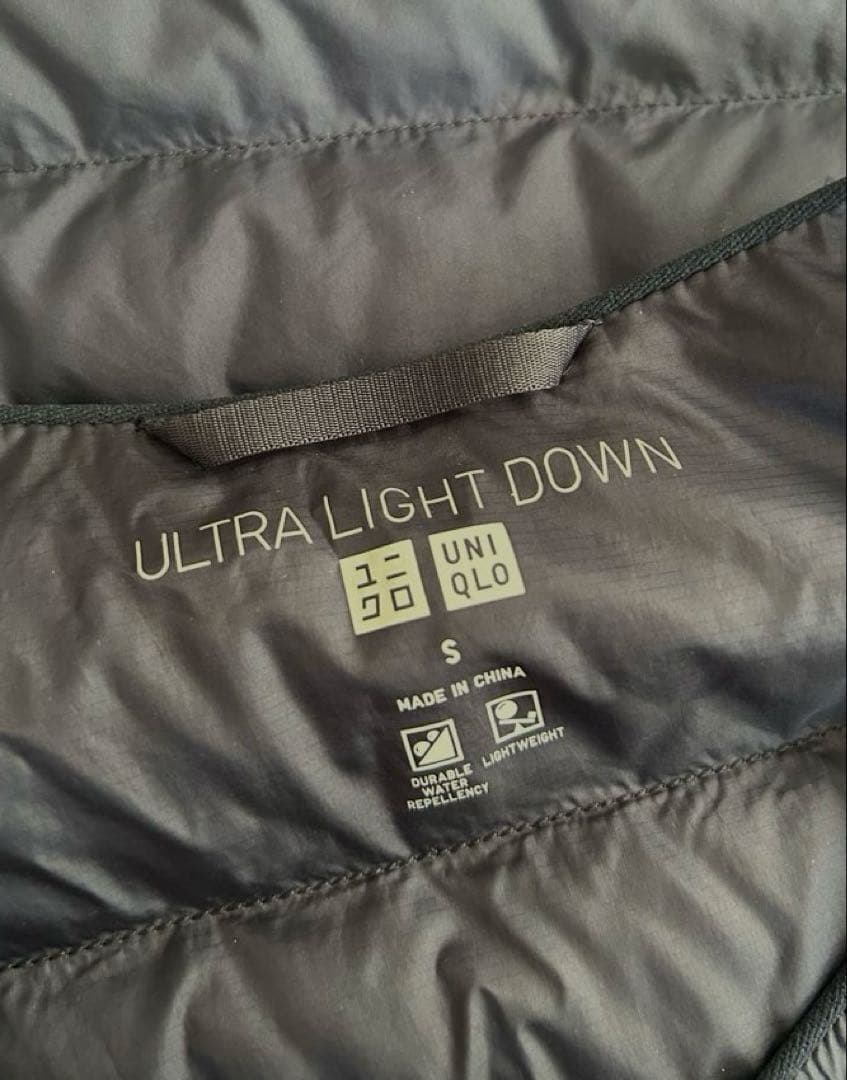 ULTRA LIGHT DOWN
ユニ
クロ
UNI
QLO
S
MADE IN CHINA
DURABLE
WATER
REPELLENCY
LIGHTWEIGHT